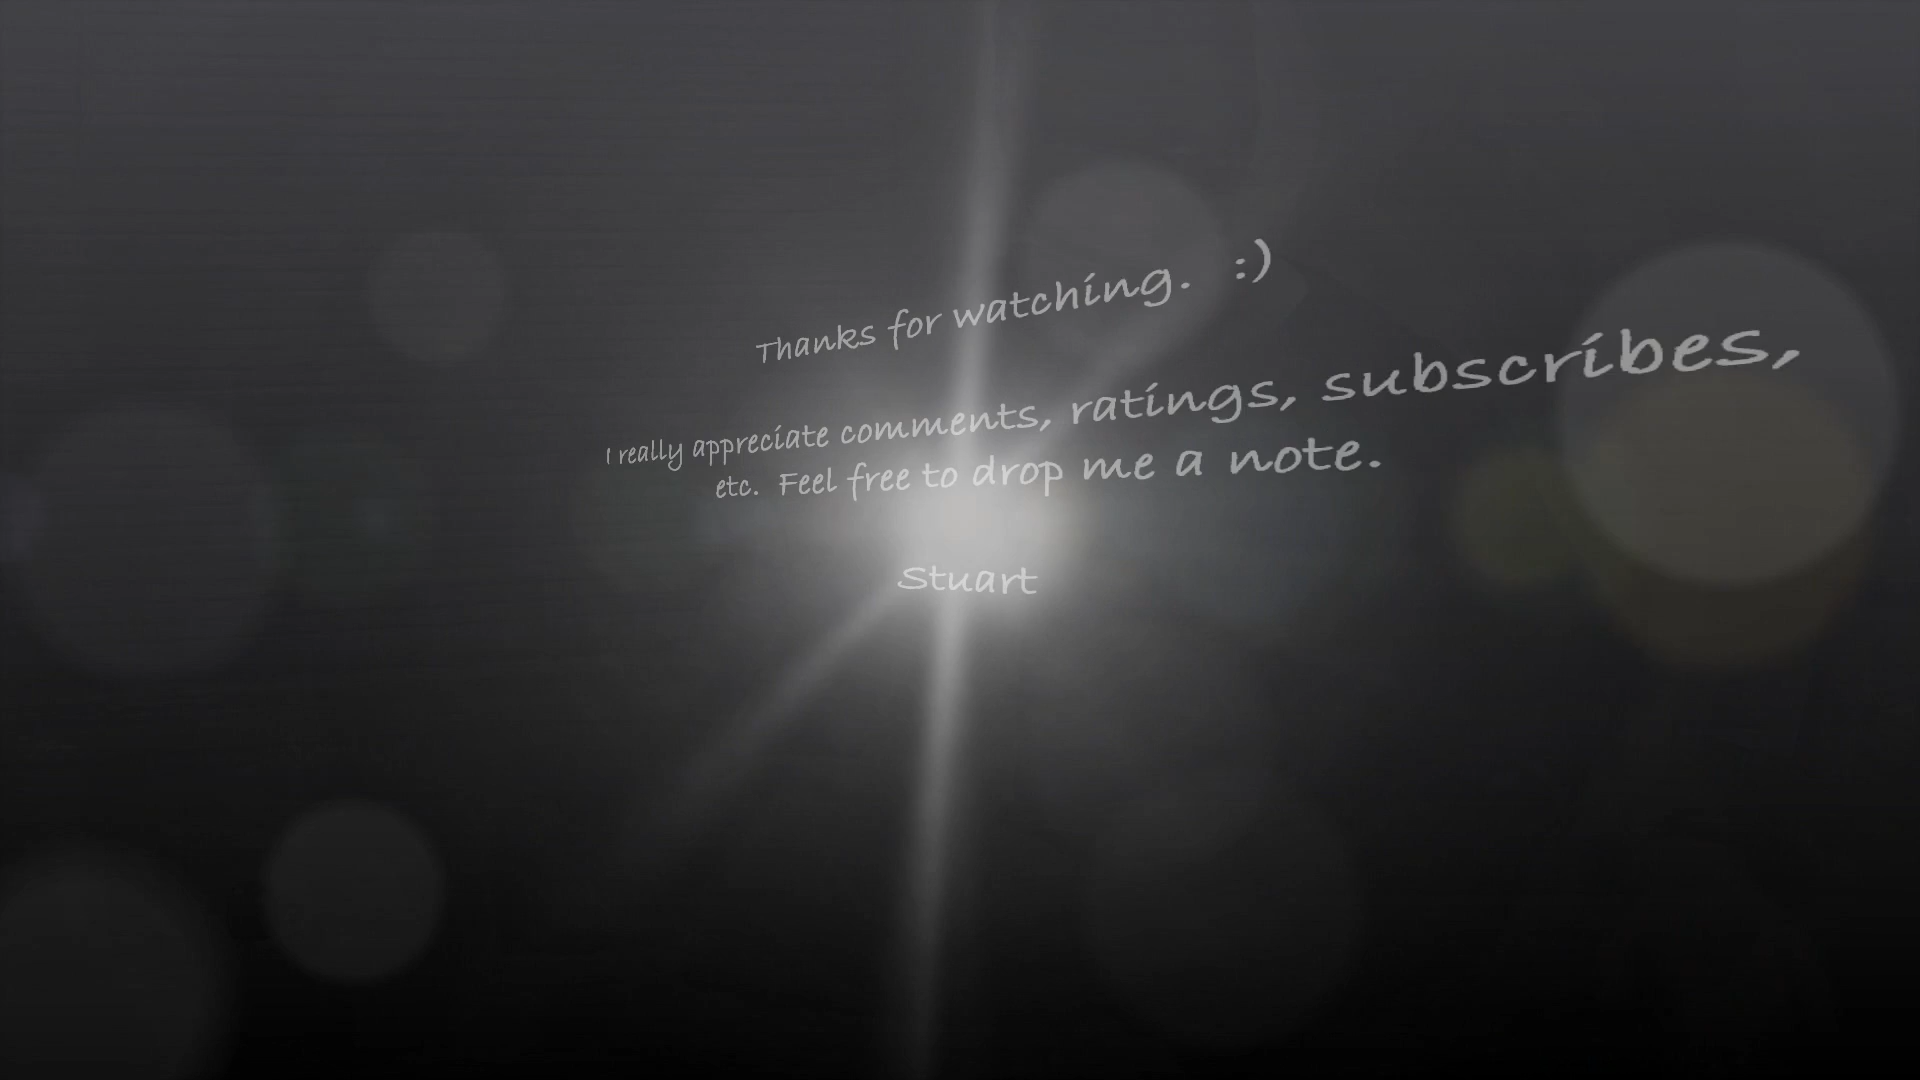 Thanks for watching.  :)
I really appreciate comments, ratings, subscribes,
etc.  Feel free to drop me a note.
Stuart